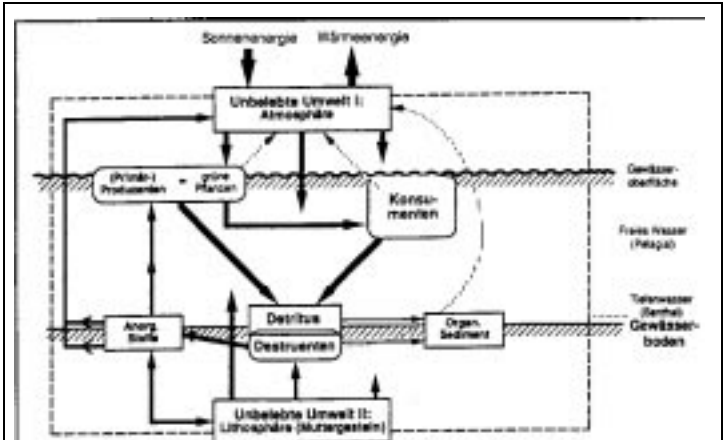 Sonnenenergie Wärmeenergie
Unbelebte Umwelt I:
Atmosphäre
(Primär-)
Produzenten
= grüne
Pflanzen
Gewässer-
oberfläche
Konsu-
menten
Freies Wasser
(Pelagial)
Tiefenwasser
(Benthal)
Gewässer-
boden
Detritus
Destruenten
Anorg.
Stoffe
Organ.
Sediment
Unbelebte Umwelt II:
Lithosphäre (Muttergestein)